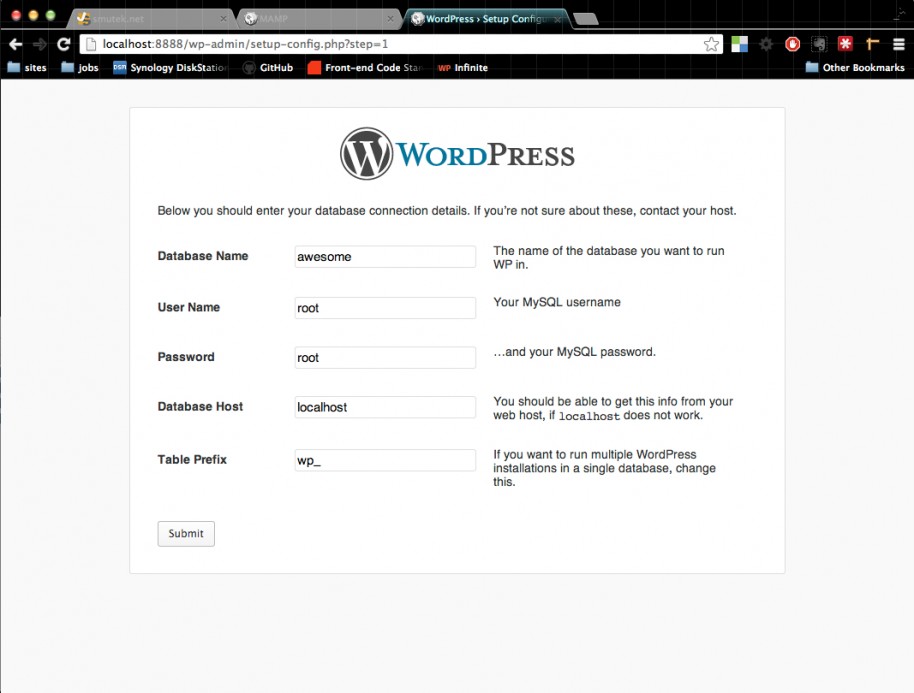 smutek.net
MAMP
WordPress › Setup Config
localhost:8888/wp-admin/setup-config.php?step=1
sites
jobs
DSM
Synology DiskStation
GitHub
Front-end Code Sta
WP
Infinite
Other Bookmarks
WORDPRESS
Below you should enter your database connection details. If you’re not sure about these, contact your host.
Database Name
awesome
The name of the database you want to run
WP in.
User Name
root
Your MySQL username
Password
root
…and your MySQL password.
Database Host
localhost
You should be able to get this info from your
web host, if localhost does not work.
Table Prefix
wp_
If you want to run multiple WordPress
installations in a single database, change
this.
Submit